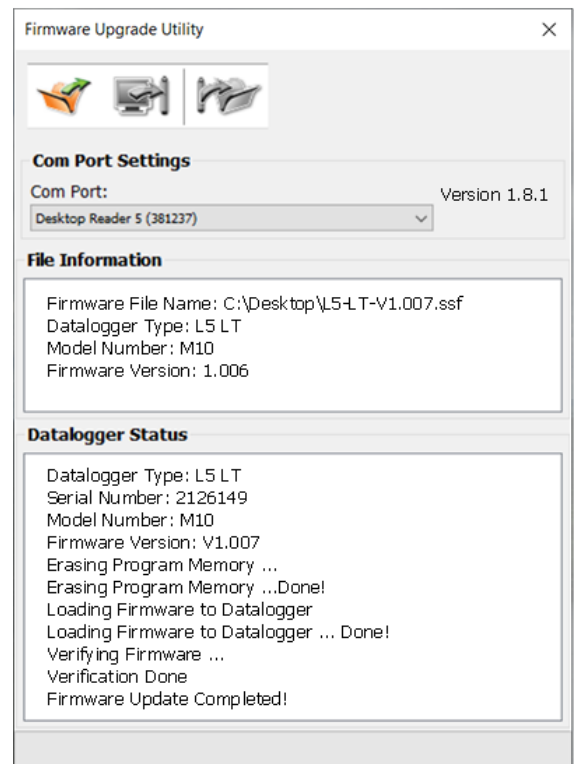 Firmware Upgrade Utility
Com Port Settings
Com Port:
Version 1.8.1
Desktop Reader 5 (381237)
File Information
Firmware File Name: C:\Desktop\L5-LT-V1.007.ssf
Datalogger Type: L5 LT
Model Number: M10
Firmware Version: 1.006
Datalogger Status
Datalogger Type: L5 LT
Serial Number: 2126149
Model Number: M10
Firmware Version: V1.007
Erasing Program Memory ...
Erasing Program Memory ...Done!
Loading Firmware to Datalogger
Loading Firmware to Datalogger ... Done!
Verifying Firmware ...
Verification Done
Firmware Update Completed!